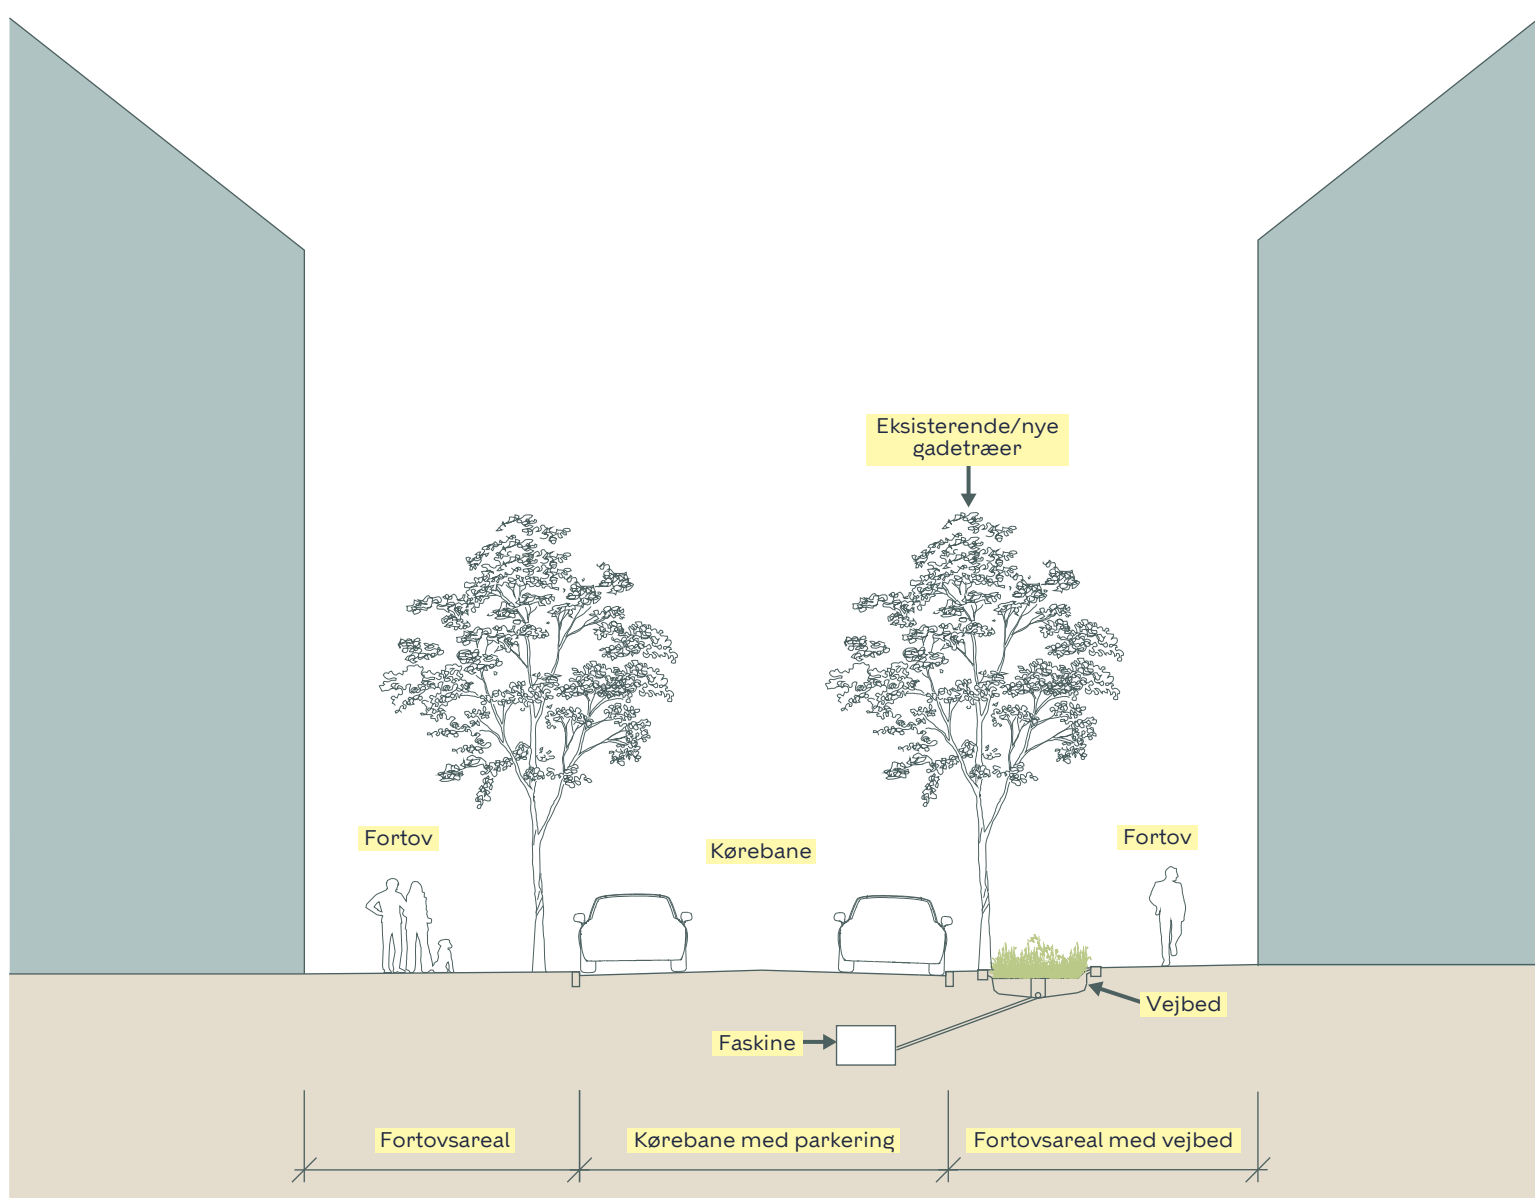 Eksisterende/nye
gadetræer
Fortov
Kørebane
Fortov
Vejbed
Faskine
Fortovsareal
Kørebane med parkering
Fortovsareal med vejbed